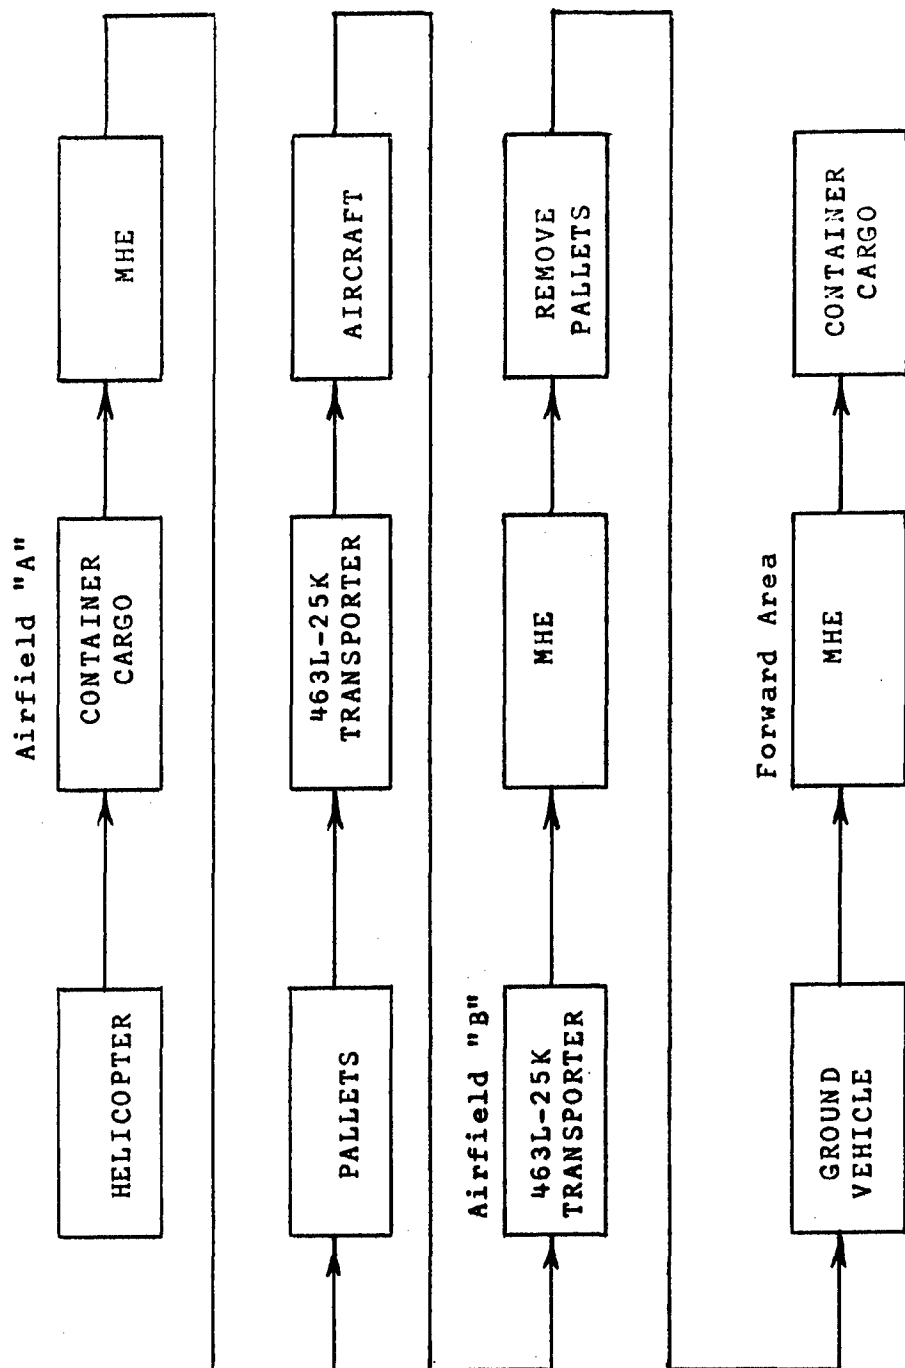 Airfield "A"
HELICOPTER
CONTAINER
CARGO
MHE
PALLETS
463L-25K
TRANSPORTER
AIRCRAFT
Airfield "B"
463L-25K
TRANSPORTER
MHE
REMOVE
PALLETS
Forward Area
GROUND
VEHICLE
MHE
CONTAINER
CARGO